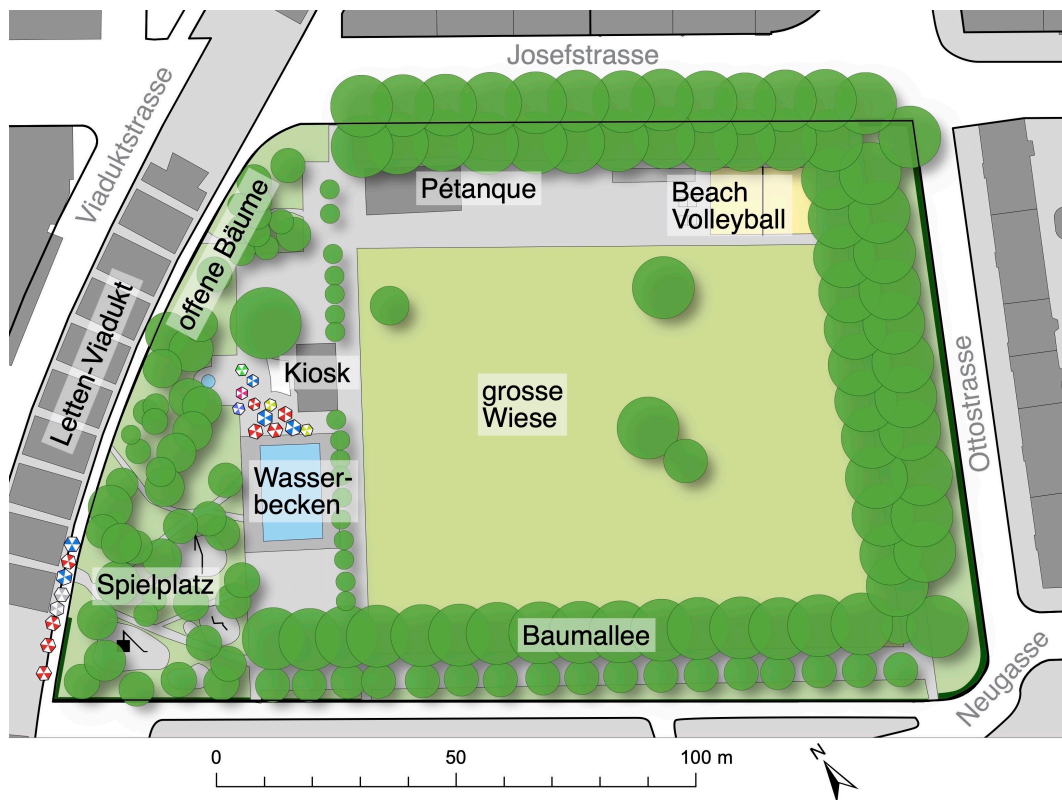 Josefstrasse
Viaduktstrasse
Pétanque
Beach
Volleyball
offene Bäume
Letten-Viadukt
Kiosk
grosse
Wiese
Ottostrasse
Wasser-
becken
Spielplatz
Baumallee
Neugasse
0 50 100 m
N